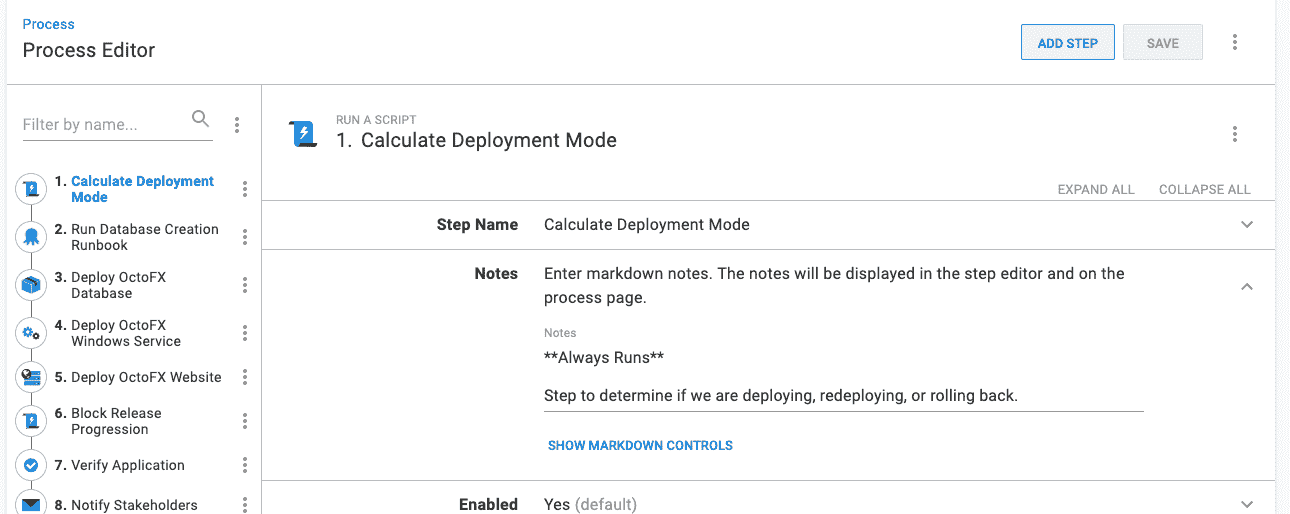 Process
Process Editor
ADD STEP
SAVE
Filter by name...
1. Calculate Deployment
Mode
2. Run Database Creation
Runbook
3. Deploy OctoFX
Database
4. Deploy OctoFX
Windows Service
5. Deploy OctoFX Website
6. Block Release
Progression
7. Verify Application
8. Notify Stakeholders
RUN A SCRIPT
1. Calculate Deployment Mode
EXPAND ALL
COLLAPSE ALL
Step Name
Calculate Deployment Mode
Notes
Enter markdown notes. The notes will be displayed in the step editor and on the
process page.
Notes
**Always Runs**
Step to determine if we are deploying, redeploying, or rolling back.
SHOW MARKDOWN CONTROLS
Enabled
Yes (default)